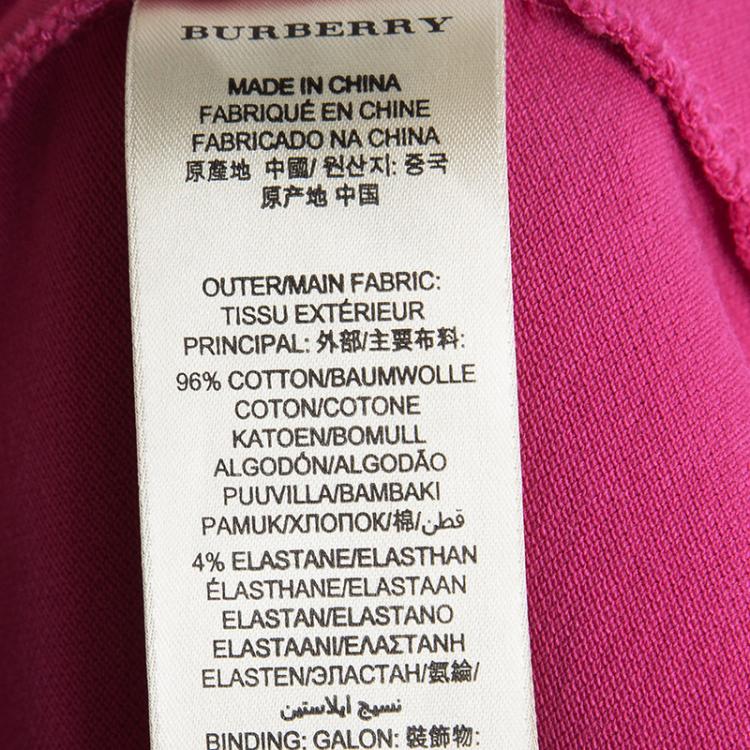 BURBERRY
MADE IN CHINA
FABRIQUÉ EN CHINE
FABRICADO NA CHINA
原產地 中國/ 원산지: 중국
原产地 中国
OUTER/MAIN FABRIC:
TISSU EXTÉRIEUR
PRINCIPAL: 外部/主要布料:
96% COTTON/BAUMWOLLE
COTON/COTONE
KATOEN/BOMULL
ALGODÓN/ALGODÃO
PUUVILLA/BAMBAKI
PAMUK/ХЛОПОК/棉/قطن
4% ELASTANE/ELASTHAN
ÉLASTHANE/ELASTAAN
ELASTAN/ELASTANO
ELASTAANI/ΕΛΑΣΤΑΝΗ
ELASTEN/ЭЛАСТАН/氨綸/
نسيج ايلاستين
BINDING: GALON: 裝飾物: